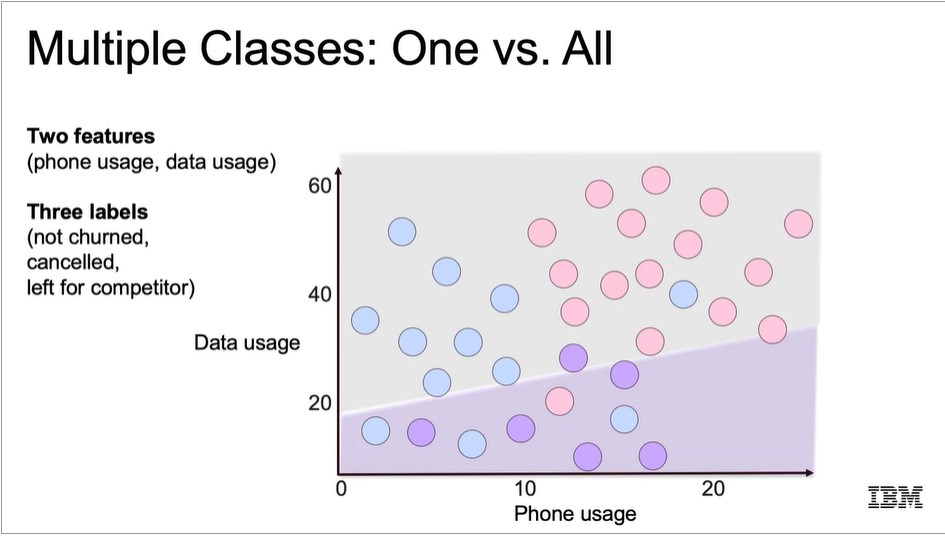 Multiple Classes: One vs. All
Two features
(phone usage, data usage)
Three labels
(not churned,
cancelled,
left for competitor)
60
40
Data usage
20
0
10
20
Phone usage
IBM